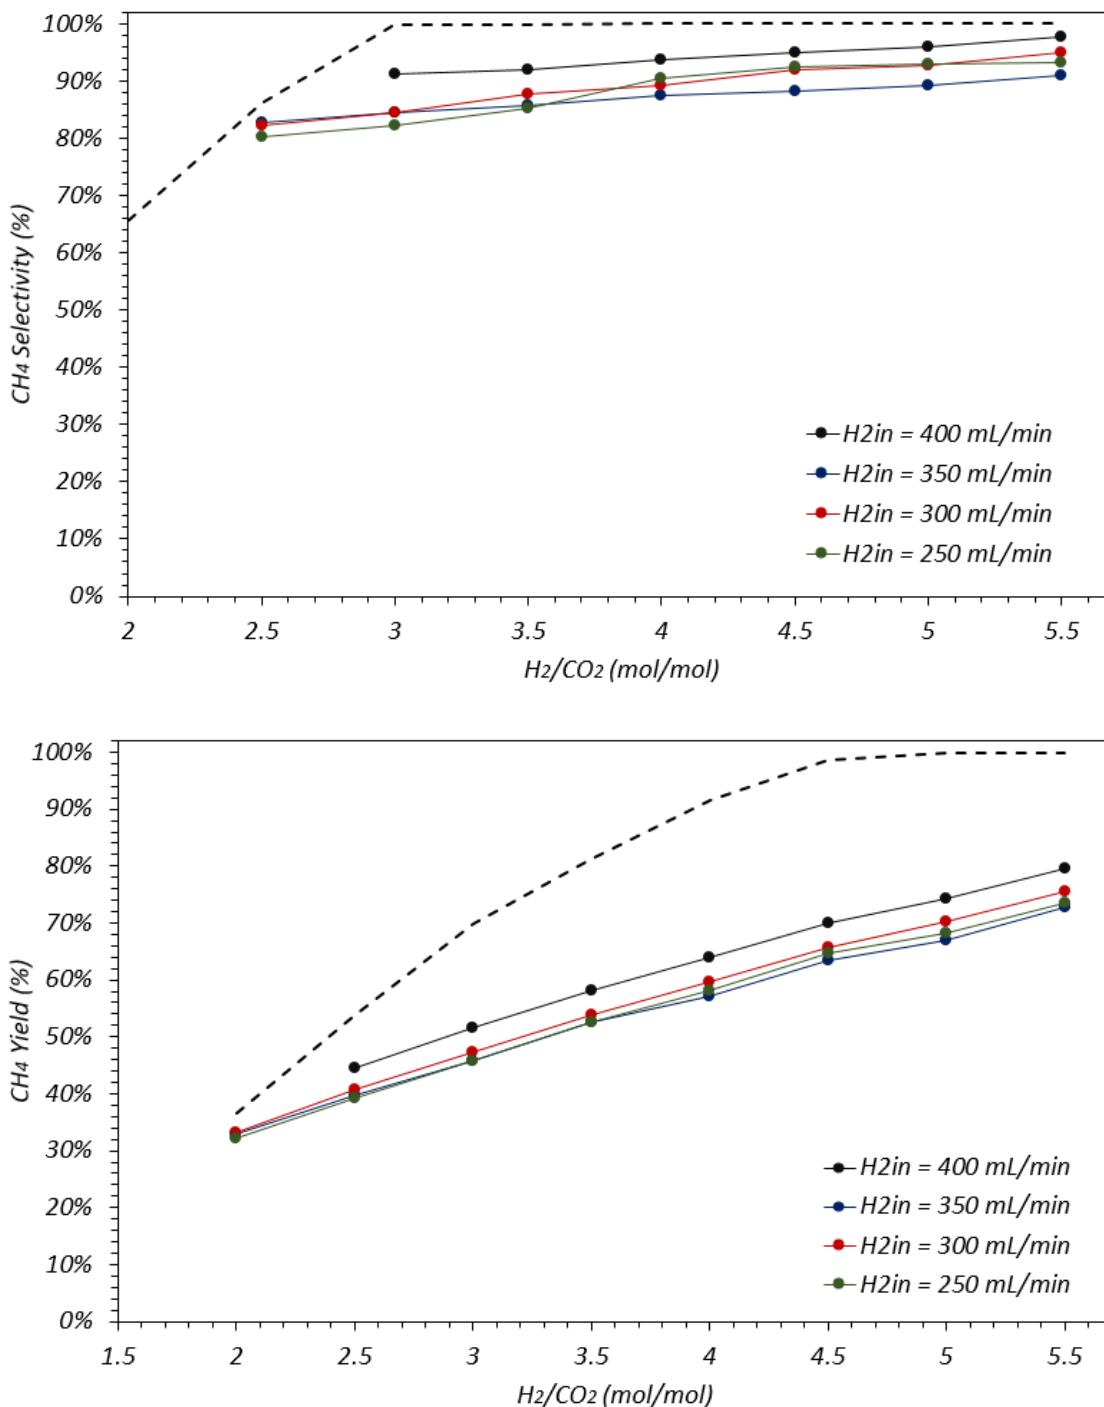 100%
90%
80%
70%
60%
50%
40%
30%
20%
10%
0%
CH4 Selectivity (%)
H2in = 400 mL/min
H2in = 350 mL/min
H2in = 300 mL/min
H2in = 250 mL/min
2 2.5 3 3.5 4 4.5 5 5.5
H2/CO2 (mol/mol)
100%
90%
80%
70%
60%
50%
40%
30%
20%
10%
0%
CH4 Yield (%)
H2in = 400 mL/min
H2in = 350 mL/min
H2in = 300 mL/min
H2in = 250 mL/min
1.5 2 2.5 3 3.5 4 4.5 5 5.5
H2/CO2 (mol/mol)